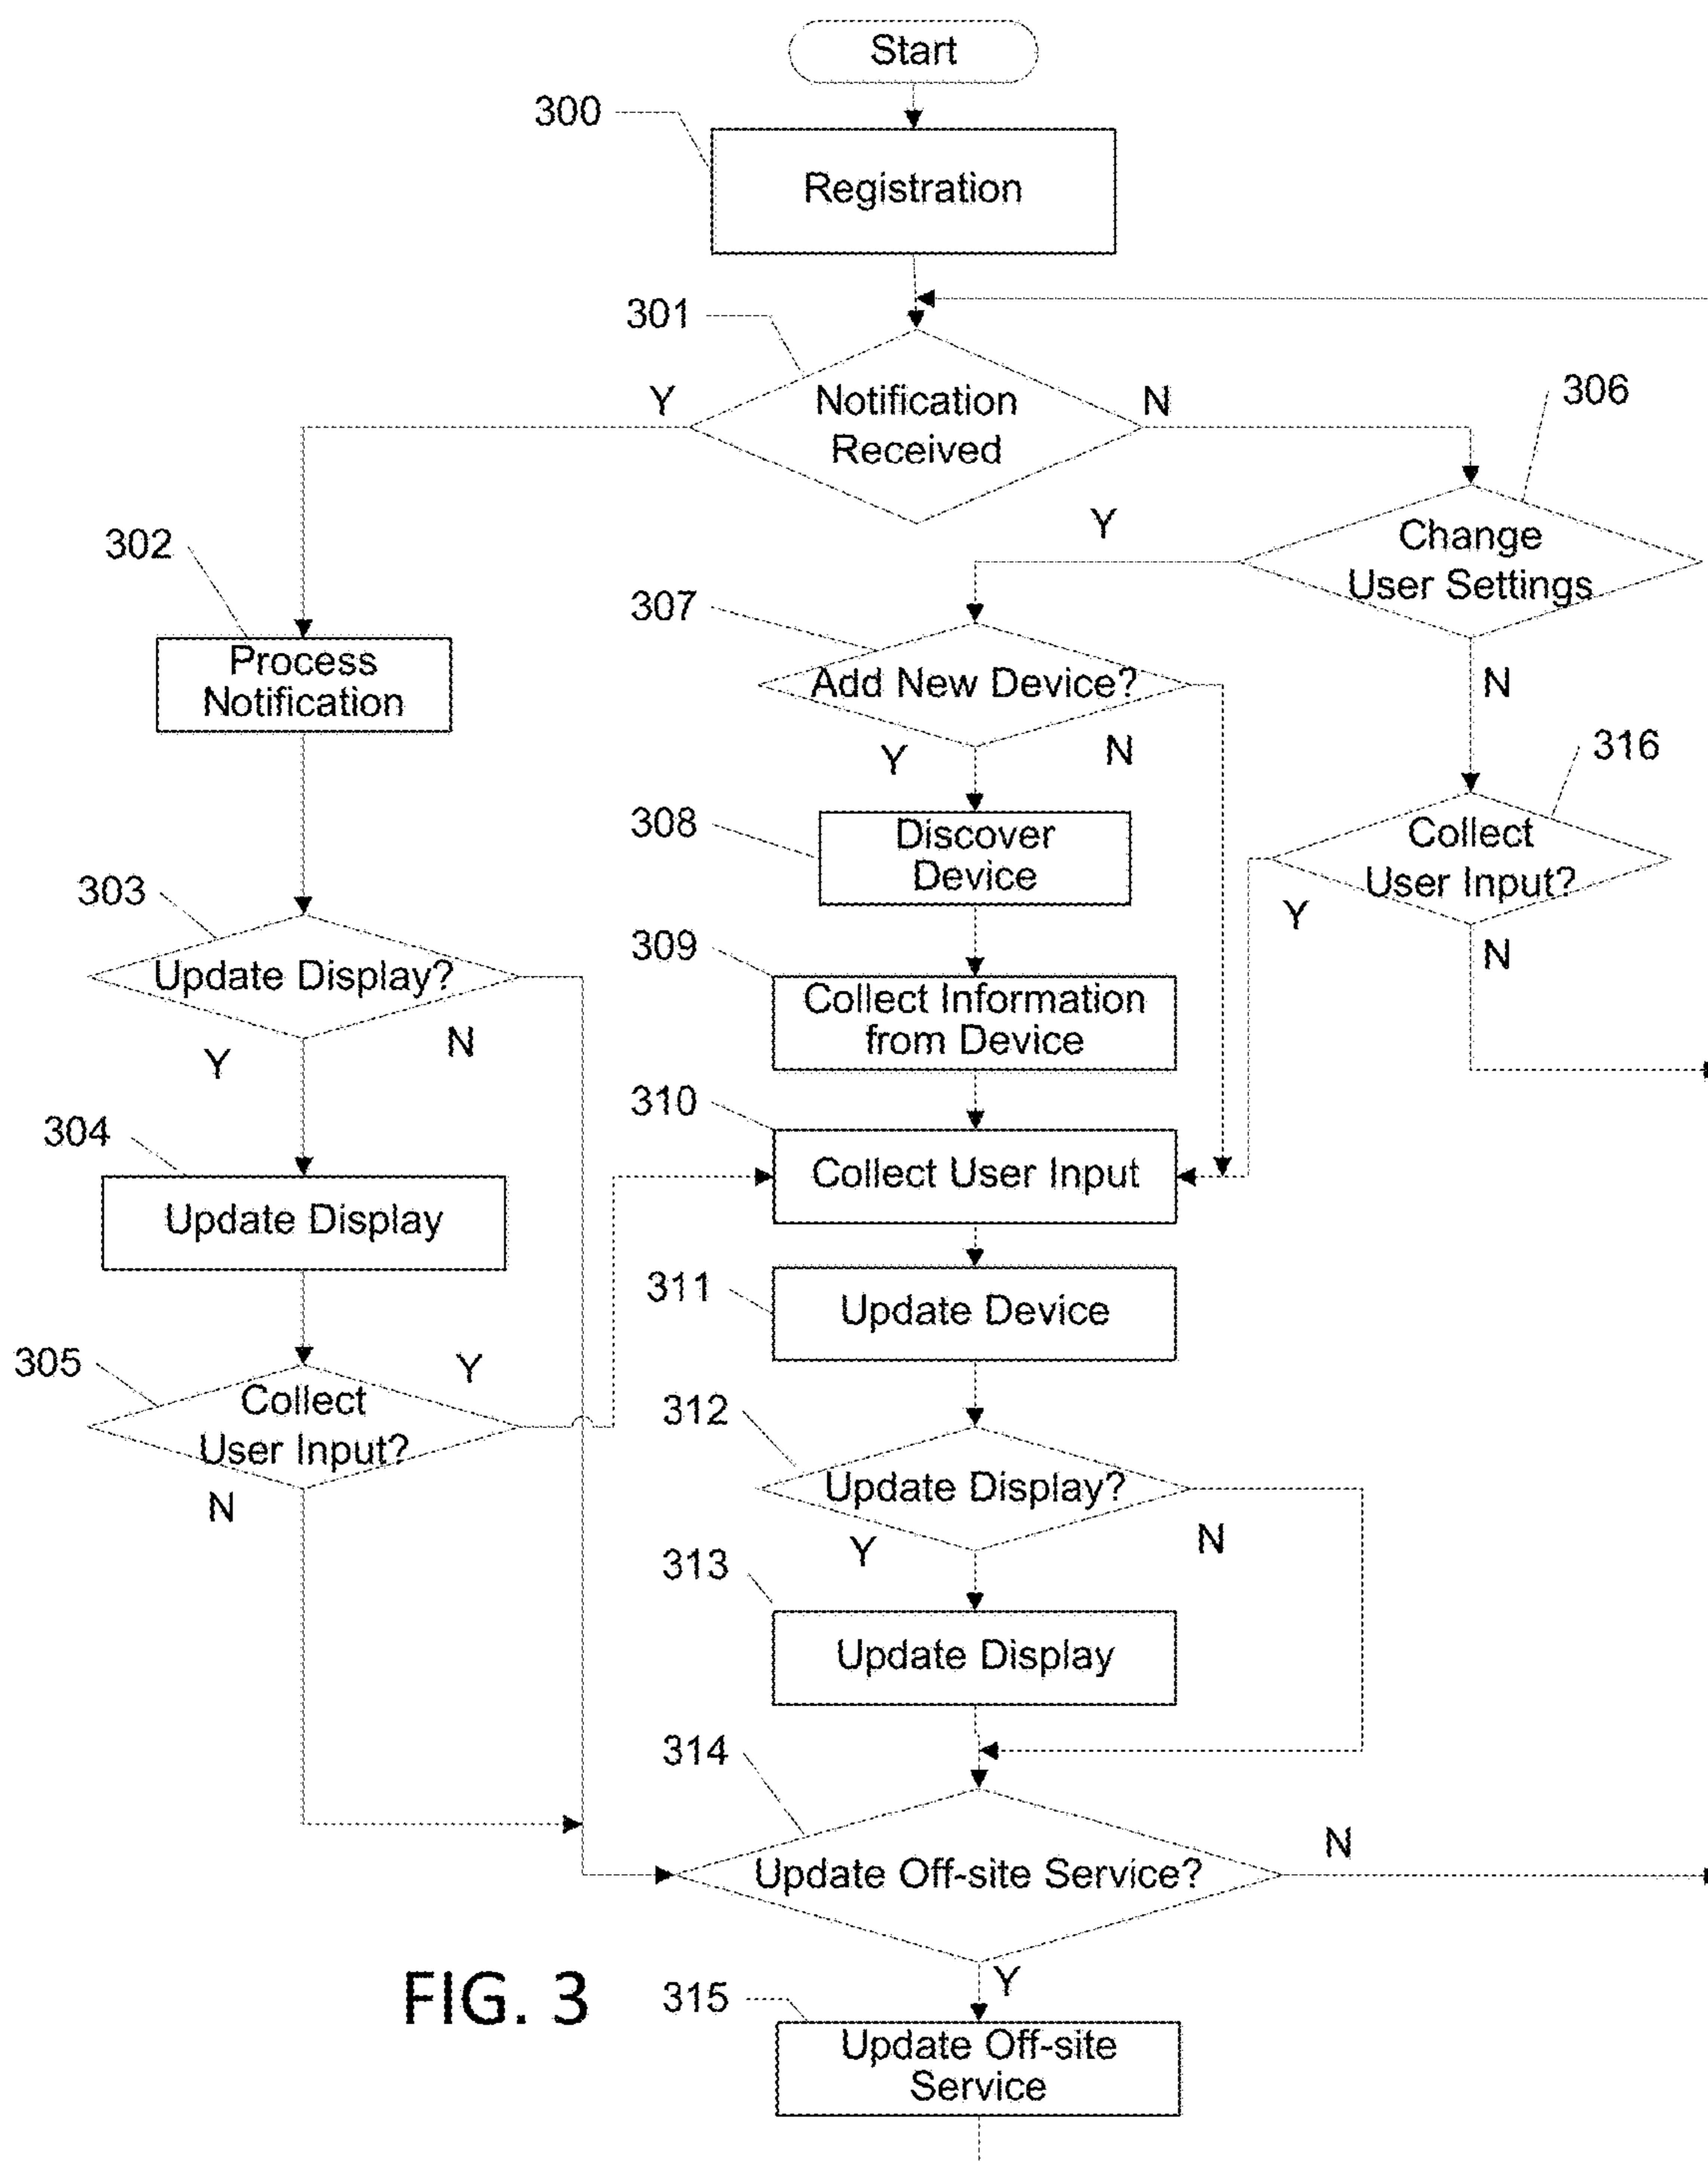 Start
300
Registration
301
Y
Notification
Received
N
306
Change
User Settings
Y
N
302
Process
Notification
307
Add New Device?
Y
N
316
Collect
User Input?
Y
N
308
Discover
Device
303
Update Display?
Y
N
309
Collect Information
from Device
310
Collect User Input
304
Update Display
311
Update Device
305
Collect
User Input?
Y
N
312
Update Display?
Y
N
313
Update Display
314
Update Off-site Service?
N
Y
FIG. 3
315
Update Off-site
Service